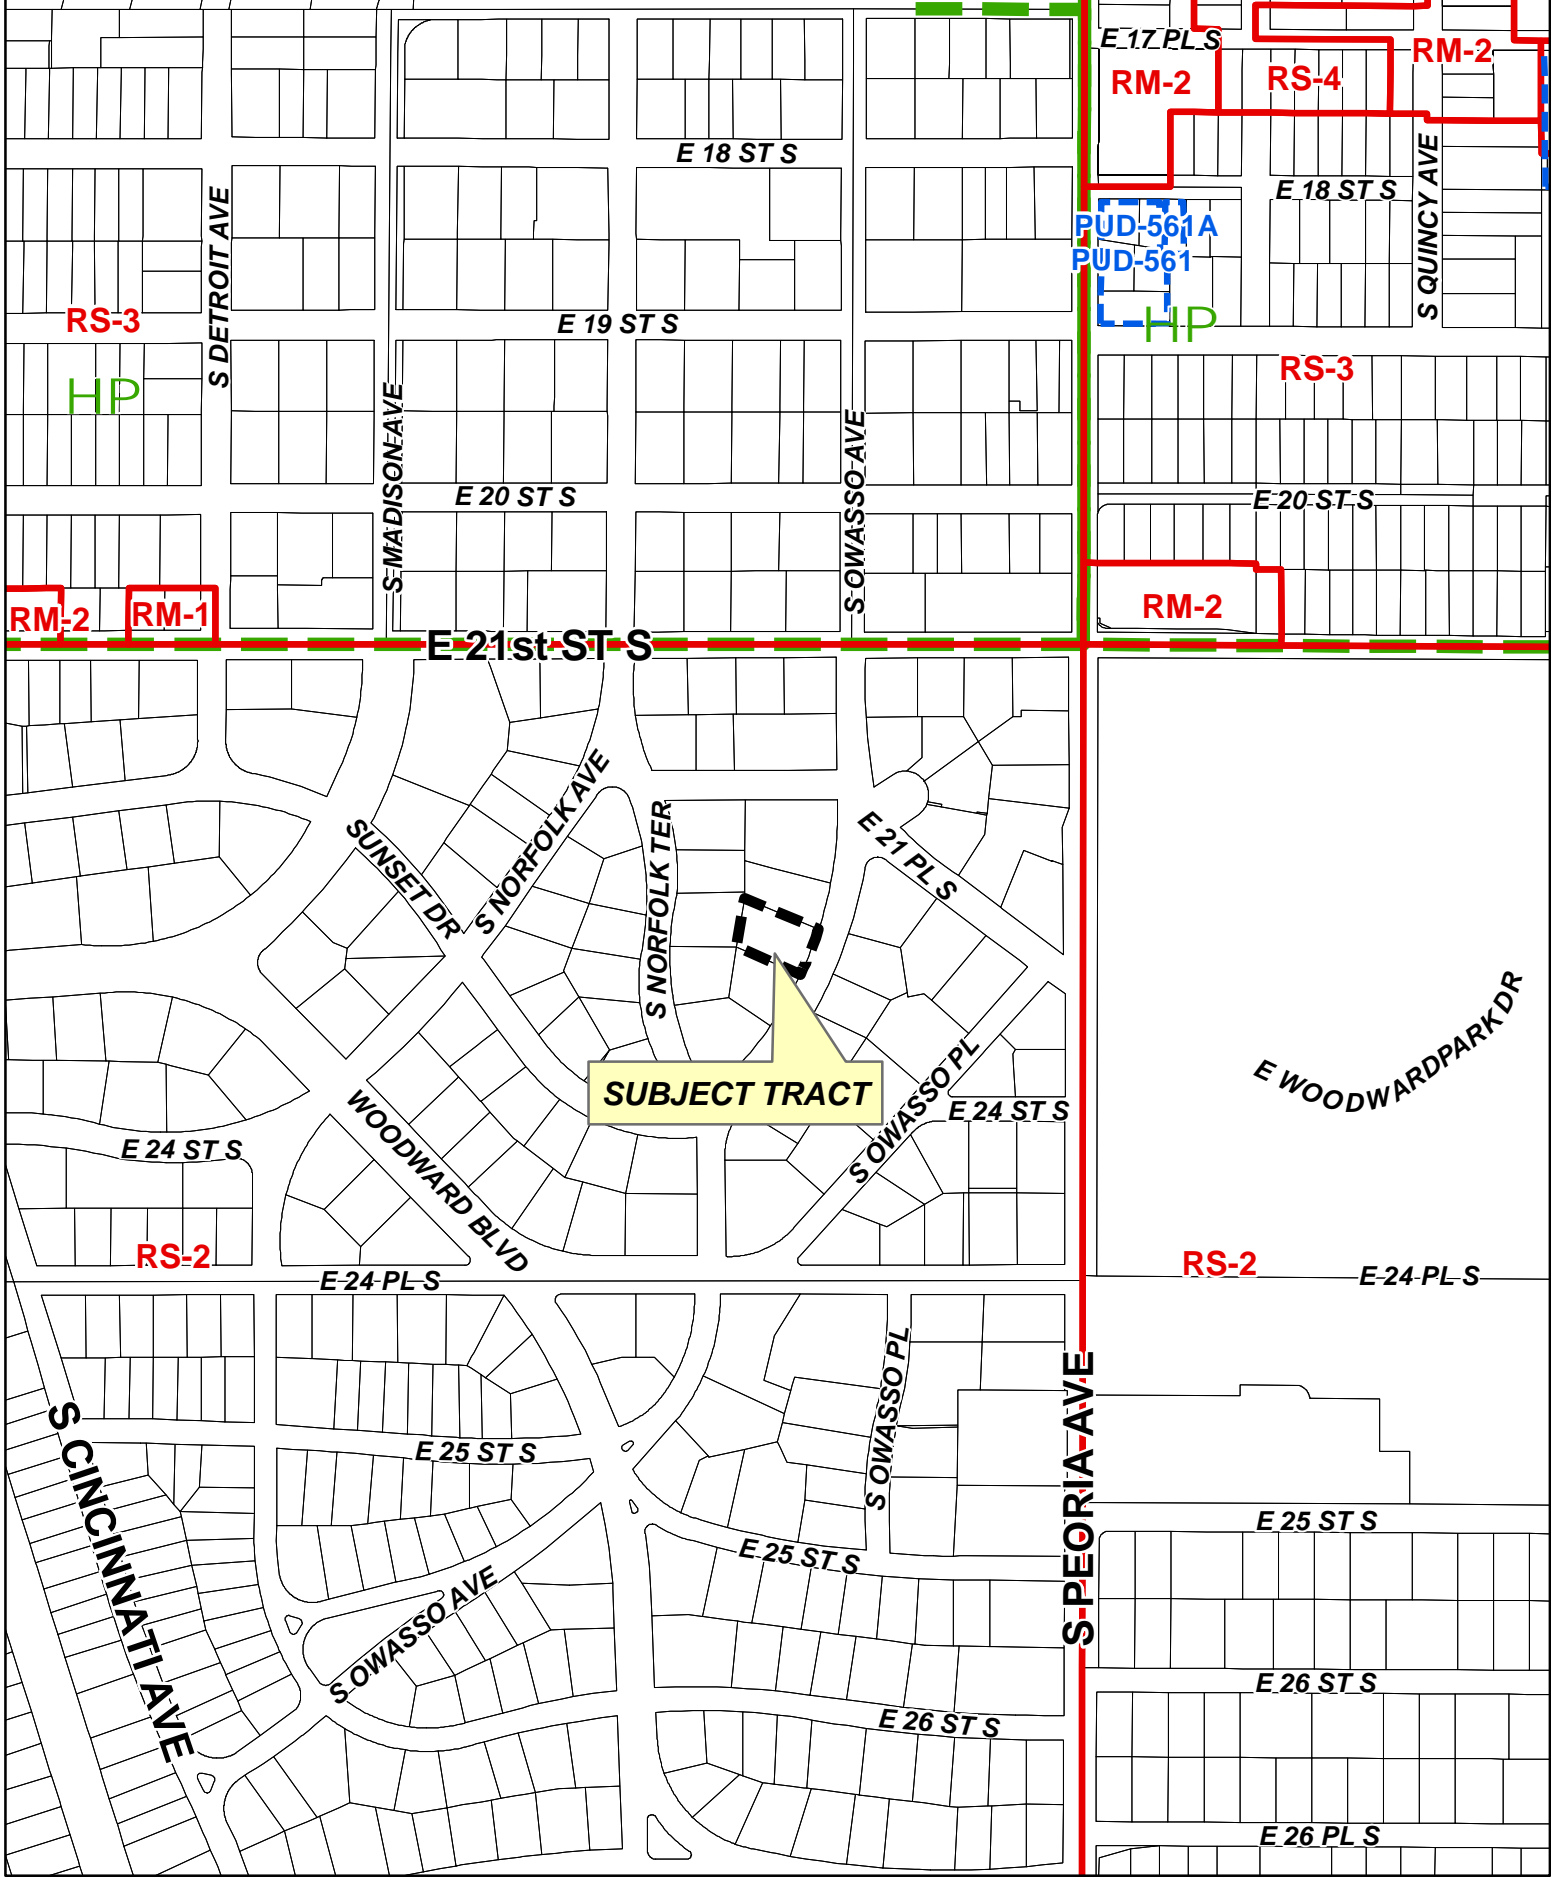 E 17 PL S
RM-2
RM-2
RS-4
E 18 ST S
E 18 ST S
S QUINCY AVE
S DETROIT AVE
PUD-561A
PUD-561
HP
RS-3
E 19 ST S
RS-3
HP
S MADISON AVE
S OWASSO AVE
E 20 ST S
E 20 ST S
RM-2
RM-1
RM-2
E 21st ST S
S NORFOLK AVE
SUNSET DR
S NORFOLK TER
E 21 PL S
E WOODWARD PARK DR
SUBJECT TRACT
S OWASSO PL
E 24 ST S
WOODWARD BLVD
E 24 ST S
RS-2
RS-2
E 24 PL S
E 24 PL S
S OWASSO PL
S PEORIA AVE
S CINCINNATI AVE
E 25 ST S
E 25 ST S
E 25 ST S
S OWASSO AVE
E 26 ST S
E 26 ST S
E 26 PL S